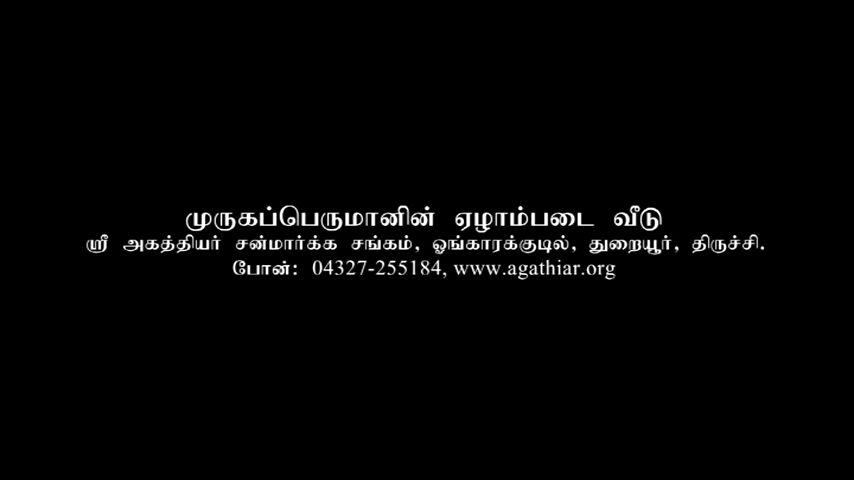 முருகப்பெருமானின் ஏழாம்படை வீடு
ஸ்ரீ அகத்தியர் சன்மார்க்க சங்கம், ஓங்காரக்குடில், துறையூர், திருச்சி.
போன்: 04327-255184, www.agathiar.org